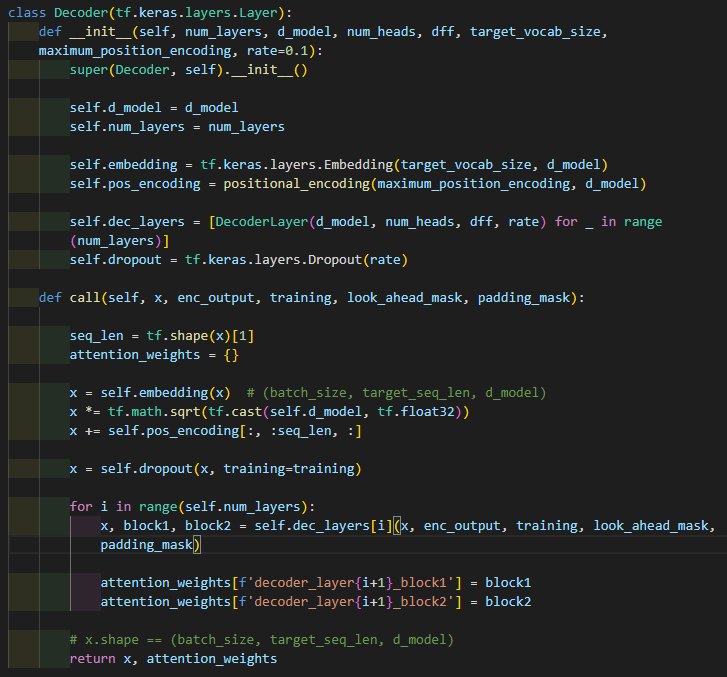 class Decoder(tf.keras.layers.Layer):
    def __init__(self, num_layers, d_model, num_heads, dff, target_vocab_size,
    maximum_position_encoding, rate=0.1):
        super(Decoder, self).__init__()

        self.d_model = d_model
        self.num_layers = num_layers

        self.embedding = tf.keras.layers.Embedding(target_vocab_size, d_model)
        self.pos_encoding = positional_encoding(maximum_position_encoding, d_model)

        self.dec_layers = [DecoderLayer(d_model, num_heads, dff, rate) for _ in range
        (num_layers)]
        self.dropout = tf.keras.layers.Dropout(rate)

    def call(self, x, enc_output, training, look_ahead_mask, padding_mask):

        seq_len = tf.shape(x)[1]
        attention_weights = {}

        x = self.embedding(x)  # (batch_size, target_seq_len, d_model)
        x *= tf.math.sqrt(tf.cast(self.d_model, tf.float32))
        x += self.pos_encoding[:, :seq_len, :]

        x = self.dropout(x, training=training)

        for i in range(self.num_layers):
            x, block1, block2 = self.dec_layers[i](x, enc_output, training, look_ahead_mask,
            padding_mask)

            attention_weights[f'decoder_layer{i+1}_block1'] = block1
            attention_weights[f'decoder_layer{i+1}_block2'] = block2

        # x.shape == (batch_size, target_seq_len, d_model)
        return x, attention_weights